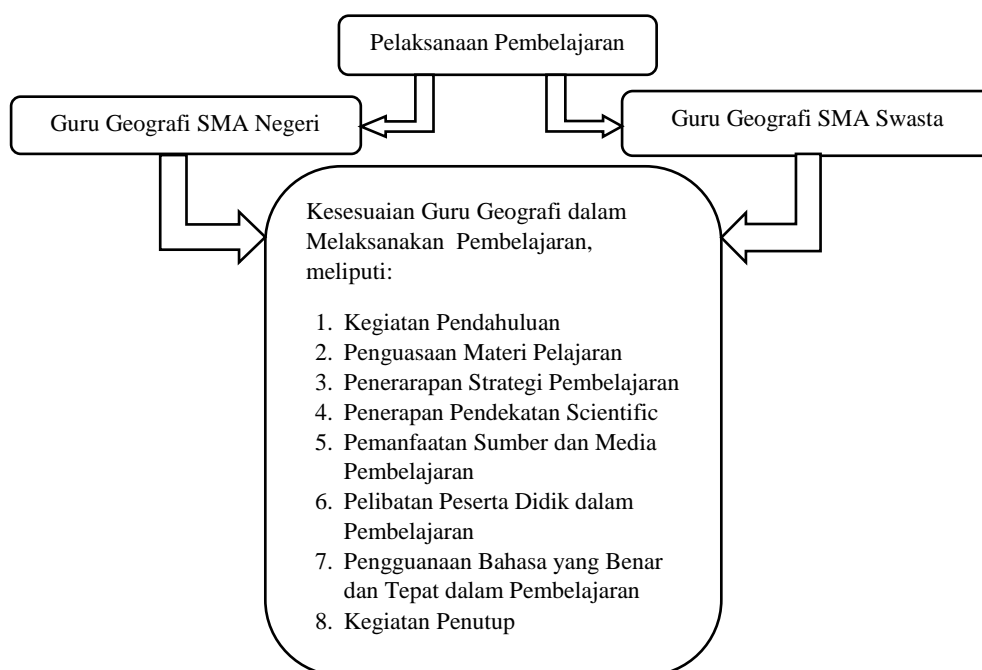 Pelaksanaan Pembelajaran
Guru Geografi SMA Negeri
Guru Geografi SMA Swasta
Kesesuaian Guru Geografi dalam
Melaksanakan Pembelajaran,
meliputi:
1. Kegiatan Pendahuluan
2. Penguasaan Materi Pelajaran
3. Penerarapan Strategi Pembelajaran
4. Penerapan Pendekatan Scientific
5. Pemanfaatan Sumber dan Media
Pembelajaran
6. Pelibatan Peserta Didik dalam
Pembelajaran
7. Pengguanaan Bahasa yang Benar
dan Tepat dalam Pembelajaran
8. Kegiatan Penutup